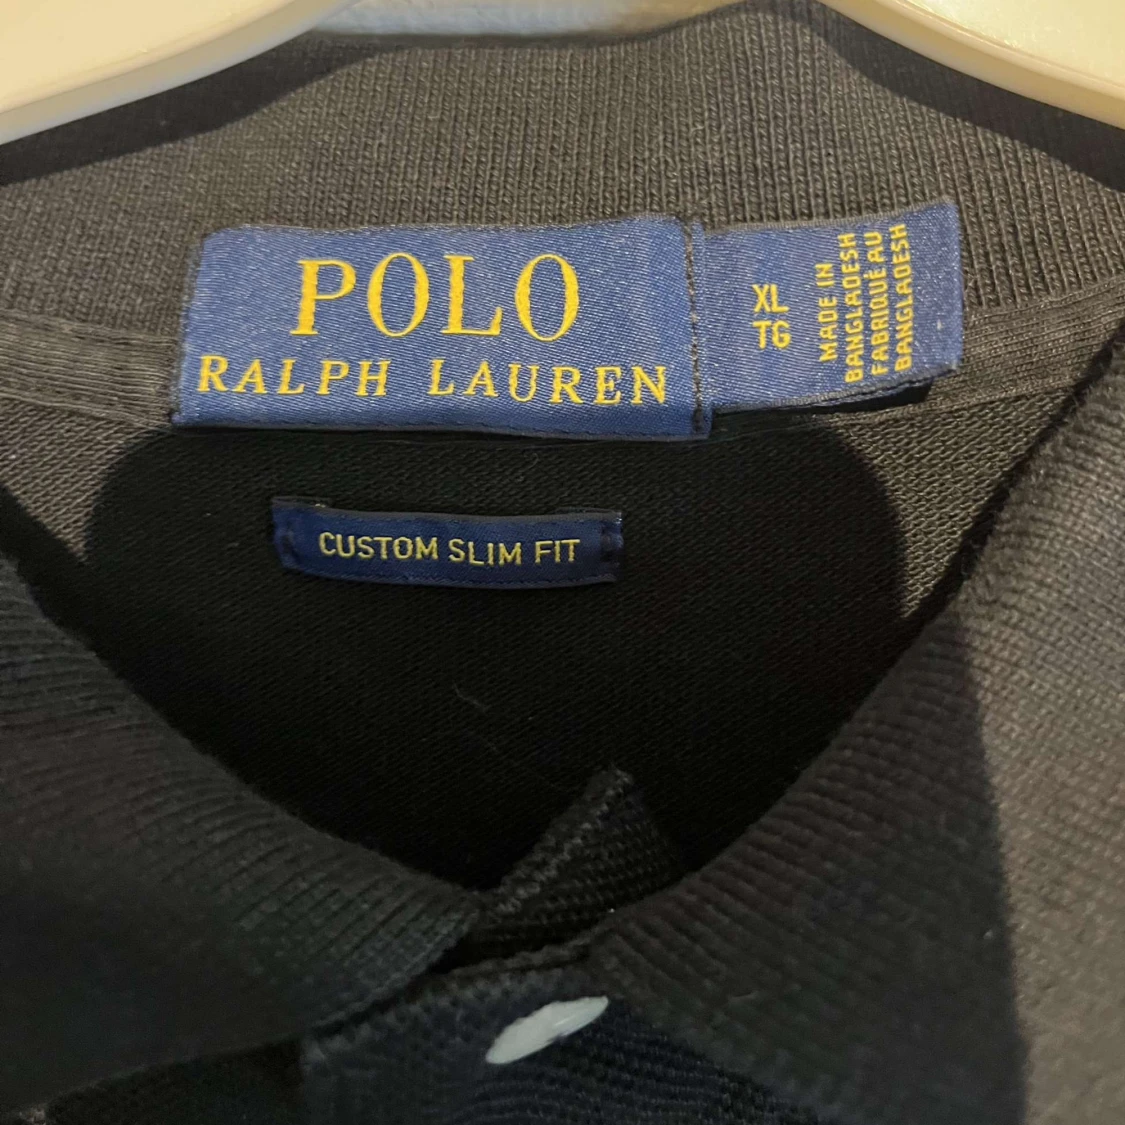 POLO
RALPH LAUREN
XL
TG
MADE IN
BANGLADESH
FABRIQUÉ AU
BANGLADESH
CUSTOM SLIM FIT